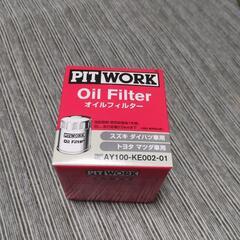 PITWORK
Oil Filter
オイルフィルター
Oil Filter
スズキ ダイハツ車用
トヨタ マツダ車用
AY100-KE002-01
PITWORK